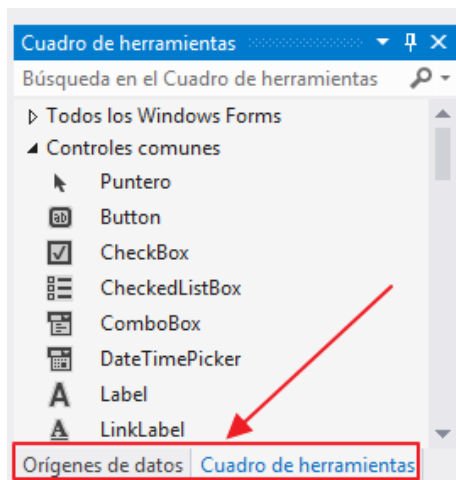 Cuadro de herramientas
Búsqueda en el Cuadro de herramientas
Todos los Windows Forms
Controles comunes
Puntero
Button
CheckBox
CheckedListBox
ComboBox
DateTimePicker
Label
LinkLabel
Orígenes de datos Cuadro de herramientas